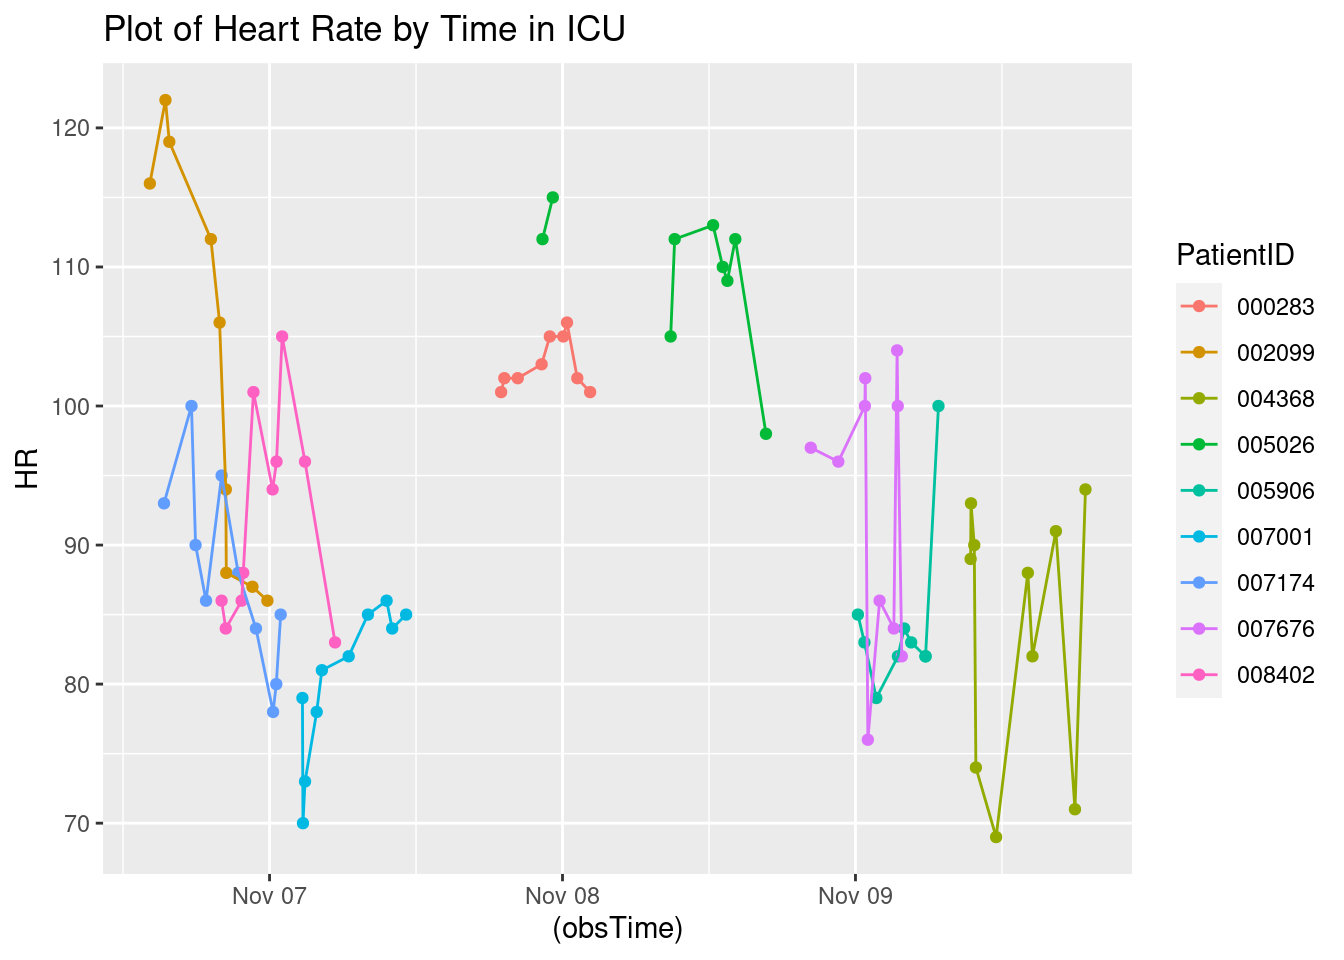 Plot of Heart Rate by Time in ICU
HR
120
110
100
90
80
70
Nov 07
Nov 08
Nov 09
(obsTime)
PatientID
000283
002099
004368
005026
005906
007001
007174
007676
008402